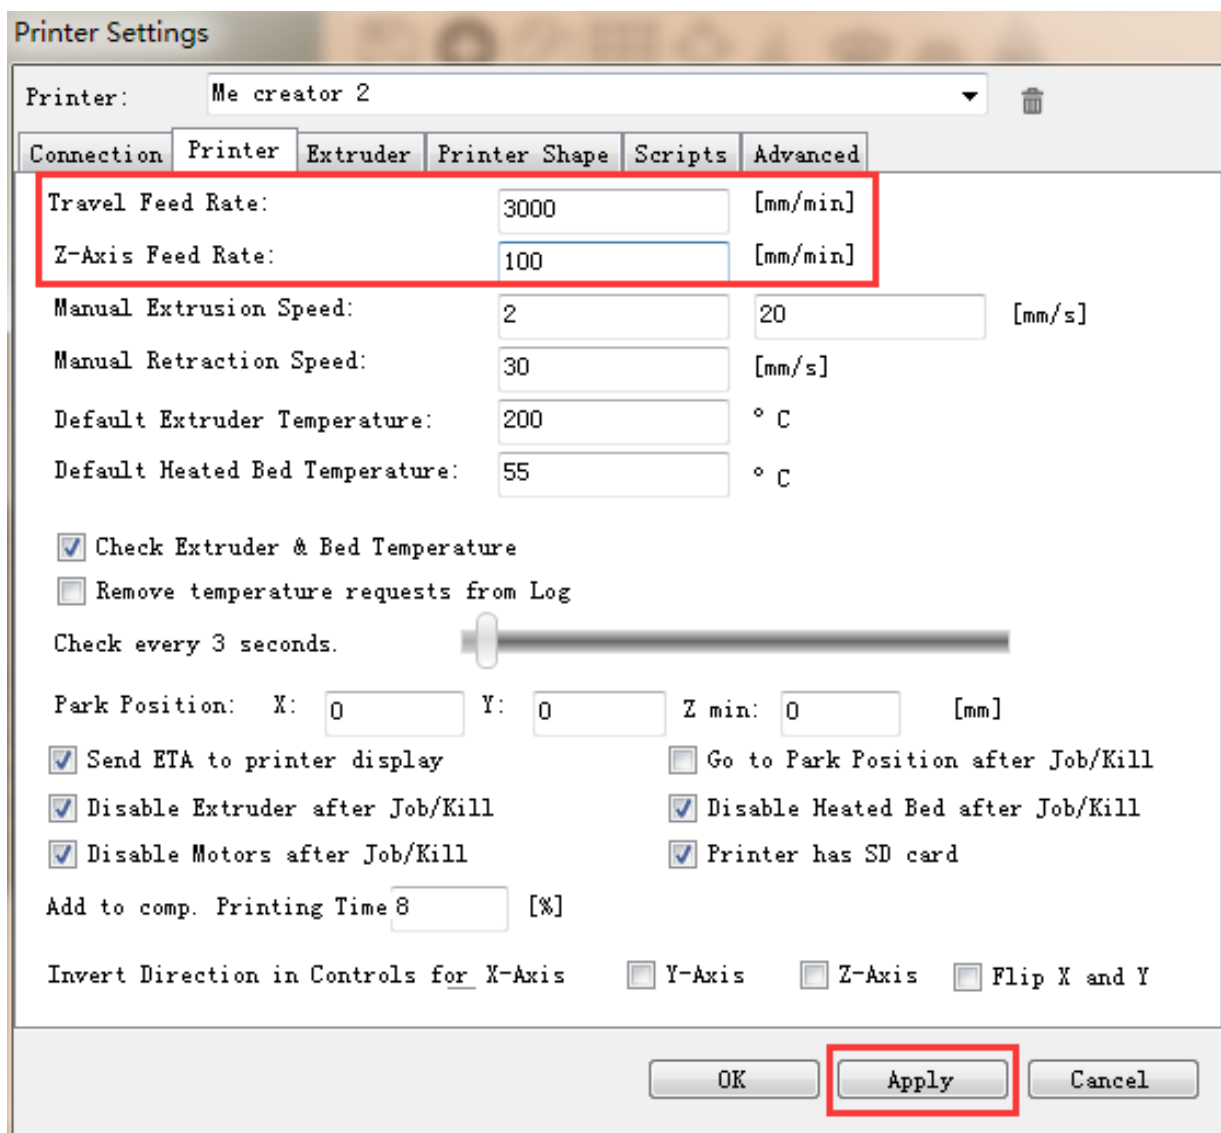 Printer Settings
Printer: Me creator 2
Connection Printer Extruder Printer Shape Scripts Advanced
Travel Feed Rate: 3000 [mm/min]
Z-Axis Feed Rate: 100 [mm/min]
Manual Extrusion Speed: 2 20 [mm/s]
Manual Retraction Speed: 30 [mm/s]
Default Extruder Temperature: 200 ° C
Default Heated Bed Temperature: 55 ° C
Check Extruder & Bed Temperature
Remove temperature requests from Log
Check every 3 seconds.
Park Position: X: 0 Y: 0 Z min: 0 [mm]
Send ETA to printer display Go to Park Position after Job/Kill
Disable Extruder after Job/Kill Disable Heated Bed after Job/Kill
Disable Motors after Job/Kill Printer has SD card
Add to comp. Printing Time 8 [%]
Invert Direction in Controls for X-Axis Y-Axis Z-Axis Flip X and Y
OK Apply Cancel